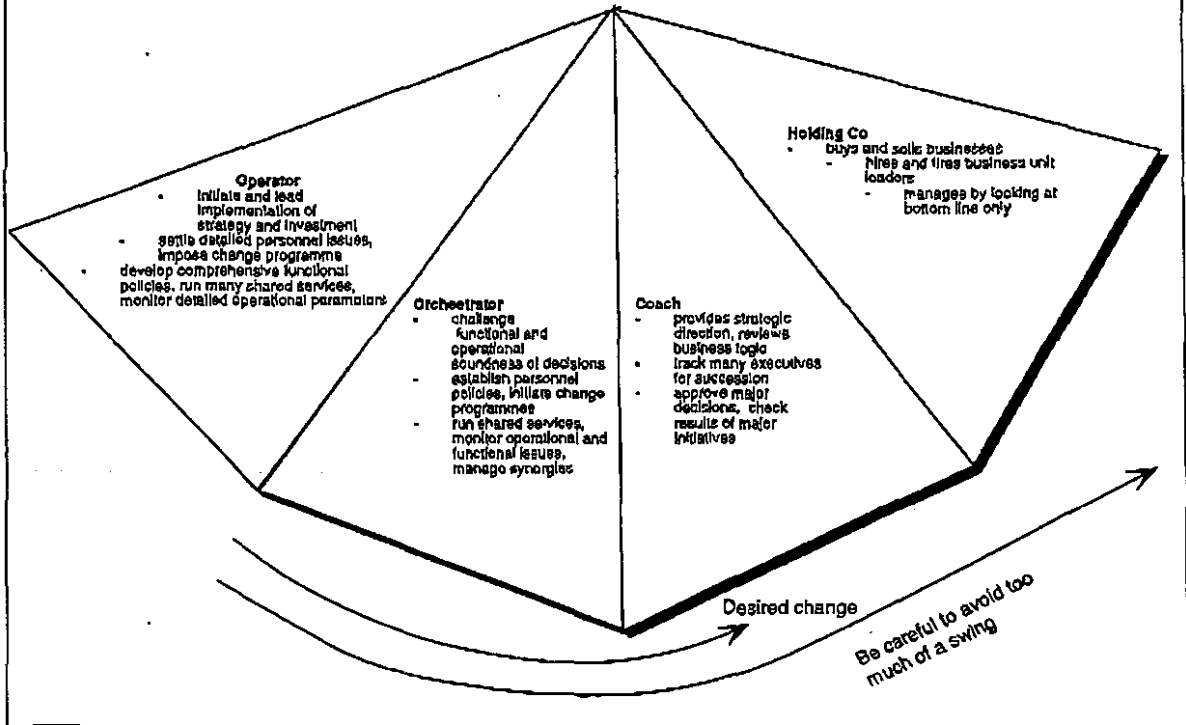 Operator
- initiate and lead
implementation of
strategy and investment
- settle detailed personnel issues,
impose change programme
- develop comprehensive functional
policies, run many shared services,
monitor detailed operational paramaters
Orchestrator
- challenge
functional and
operational
soundness of decisions
- establish personnel
policies, initiate change
programmes
- run shared services,
monitor operational and
functional issues,
manage synergies
Coach
- provides strategic
direction, reviews
business logic
- track many executives
for succession
- approve major
decisions, check
results of major
initiatives
Holding Co
- buys and sells businesses
- hires and fires business unit
leaders
- manages by looking at
bottom line only
Desired change
Be careful to avoid too
much of a swing